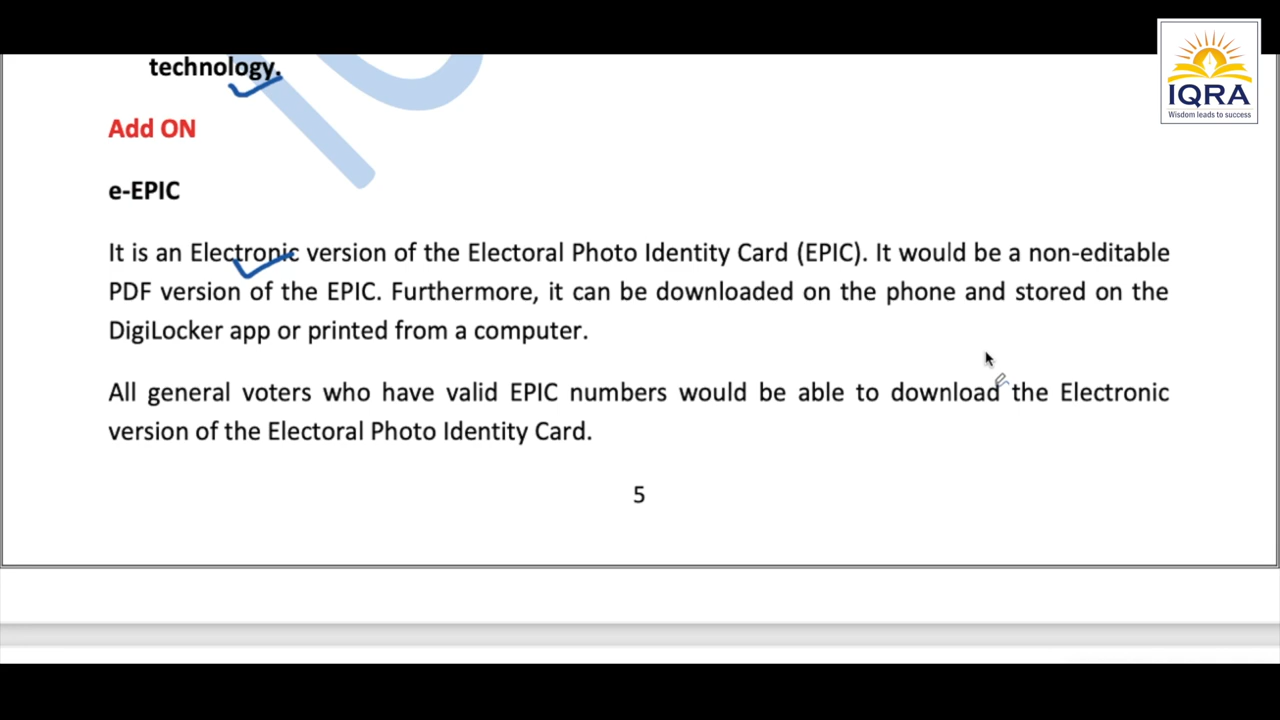 technology.
IQRA
Wisdom leads to success
Add ON
e-EPIC
It is an Electronic version of the Electoral Photo Identity Card (EPIC). It would be a non-editable
PDF version of the EPIC. Furthermore, it can be downloaded on the phone and stored on the
DigiLocker app or printed from a computer.
All general voters who have valid EPIC numbers would be able to download the Electronic
version of the Electoral Photo Identity Card.
5